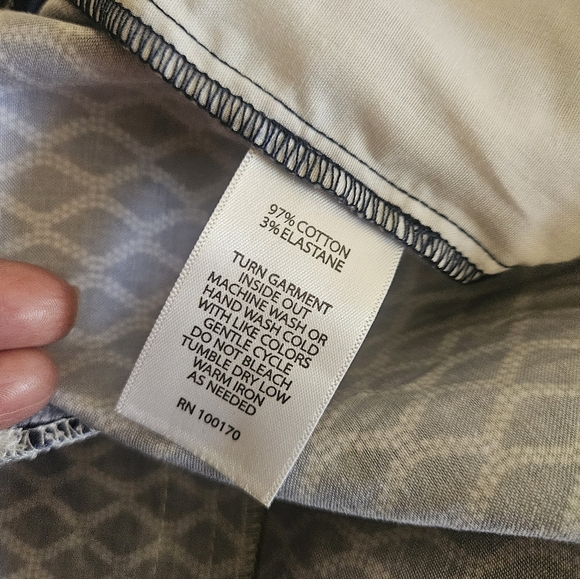 97% COTTON
3% ELASTANE
TURN GARMENT
INSIDE OUT
MACHINE WASH OR
HAND WASH COLD
WITH LIKE COLORS
GENTLE CYCLE
DO NOT BLEACH
TUMBLE DRY LOW
WARM IRON
AS NEEDED
RN 100170